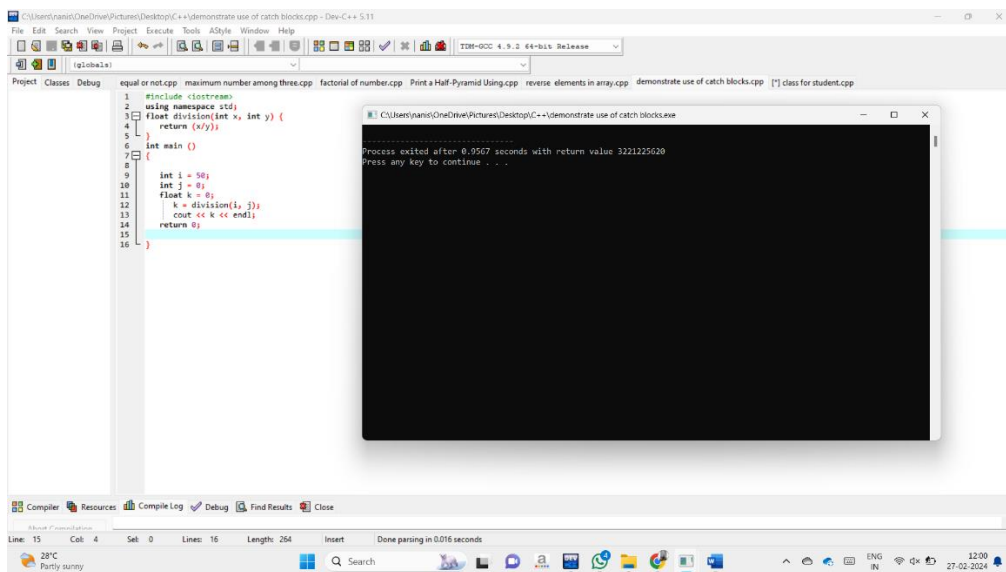 C:\Users\nanis\OneDrive\Pictures\Desktop\C++\demonstrate use of catch blocks.cpp - Dev-C++ 5.11
File Edit Search View Project Execute Tools AStyle Window Help
TDM-GCC 4.9.2 64-bit Release
(globals)
Project Classes Debug equal or not.cpp maximum number among three.cpp factorial of number.cpp Print a Half-Pyramid Using.cpp reverse elements in array.cpp demonstrate use of catch blocks.cpp [*] class for student.cpp
1 #include <iostream>
2 using namespace std;
3 float division(int x, int y) {
4 return (x/y);
5 }
6 int main ()
7 {
8
9 int i = 50;
10 int j = 0;
11 float k = 0;
12 k = division(i, j);
13 cout << k << endl;
14 return 0;
15
16 }
C:\Users\nanis\OneDrive\Pictures\Desktop\C++\demonstrate use of catch blocks.exe
--------------------------------
Process exited after 0.9567 seconds with return value 3221225620
Press any key to continue . . .
Compiler Resources Compile Log Debug Find Results Close
Abort Compilation
Line: 15 Col: 4 Sel: 0 Lines: 16 Length: 264 Insert Done parsing in 0.016 seconds
28°C
Partly sunny
Search
ENG
IN
12:00
27-02-2024